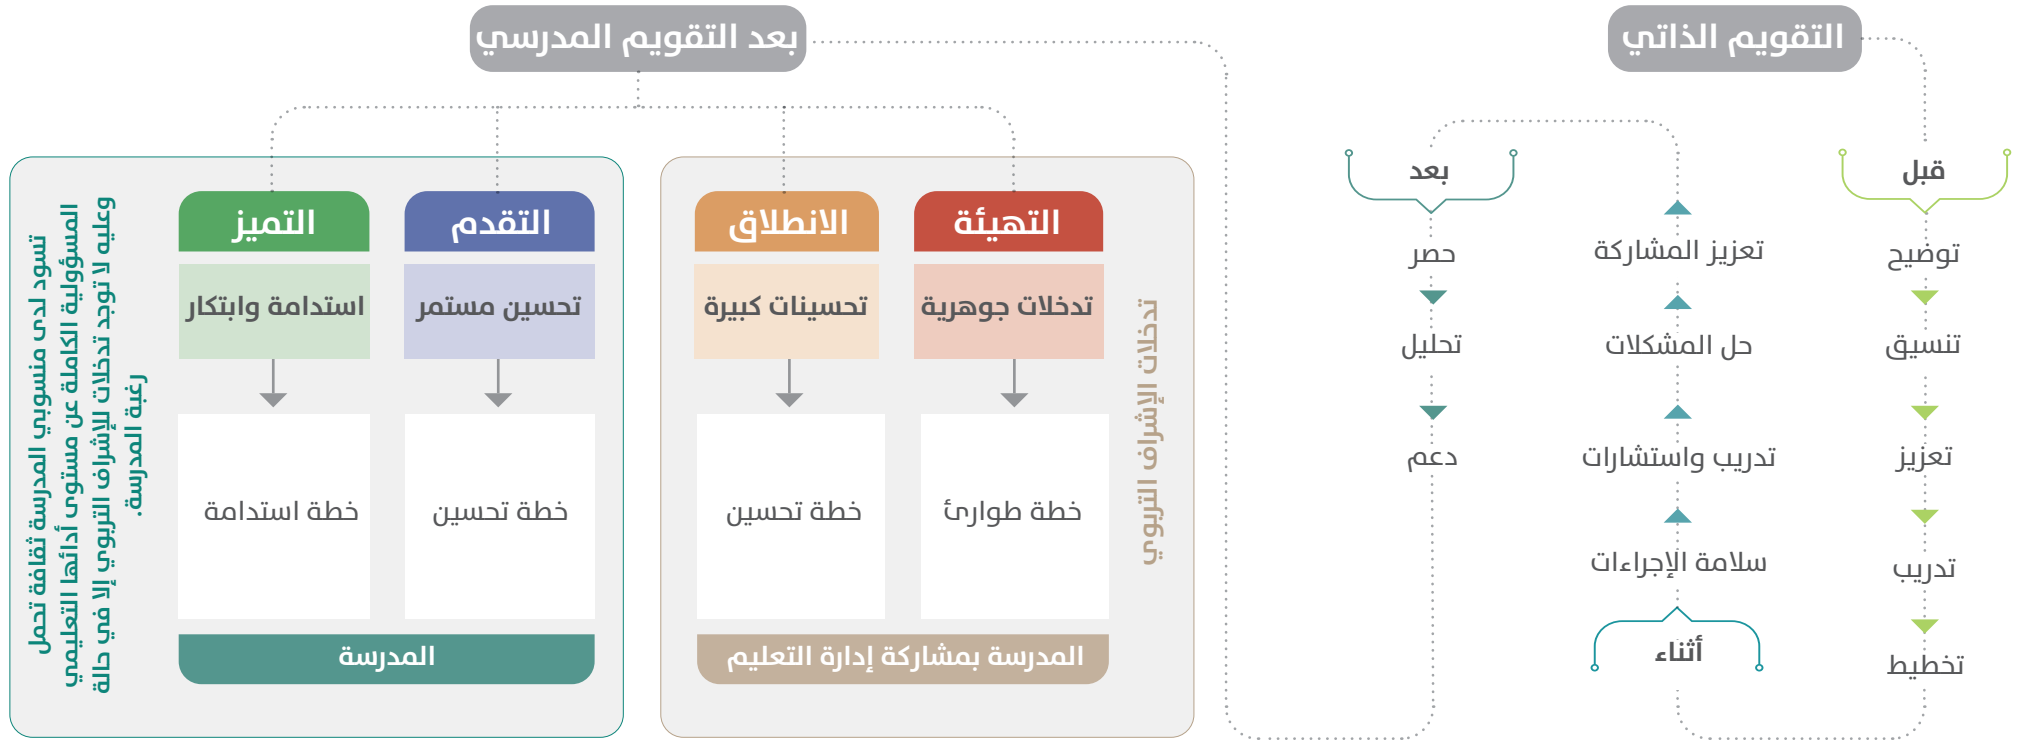 التقويم الذاتي
قبل
توضيح
تنسيق
تعزيز
تدريب
تخطيط
أثناء
سلامة الإجراءات
تدريب واستشارات
حل المشكلات
تعزيز المشاركة
بعد
حصر
تحليل
دعم
بعد التقويم المدرسي
تدخلات الإشراف التربوي
التهيئة
تدخلات جوهرية
خطة طوارئ
الانطلاق
تحسينات كبيرة
خطة تحسين
المدرسة بمشاركة إدارة التعليم
التقدم
تحسين مستمر
خطة تحسين
التميز
استدامة وابتكار
خطة استدامة
المدرسة
تسود لدى منسوبي المدرسة ثقافة تحمل
المسؤولية الكاملة عن مستوى أدائها التعليمي
وعليه لا توجد تدخلات للإشراف التربوي إلا في حالة
رغبة المدرسة.